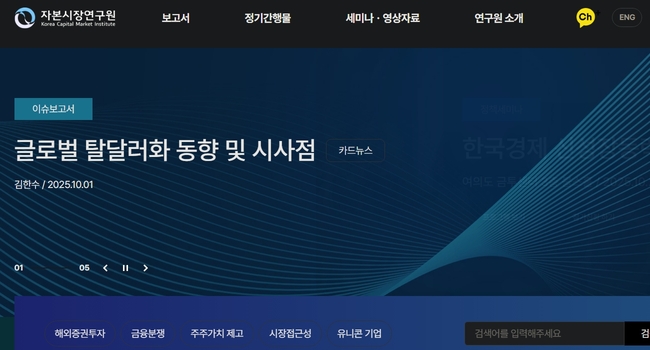 자본시장연구원
Korea Capital Market Institute
보고서
정기간행물
세미나 · 영상자료
연구원 소개
Ch
ENG
이슈보고서
글로벌 탈달러화 동향 및 시사점
카드뉴스
김한수 / 2025.10.01
한국경제
01
05
해외증권투자
금융분쟁
주주가치 제고
시장접근성
유니콘 기업
검색어를 입력해주세요
검